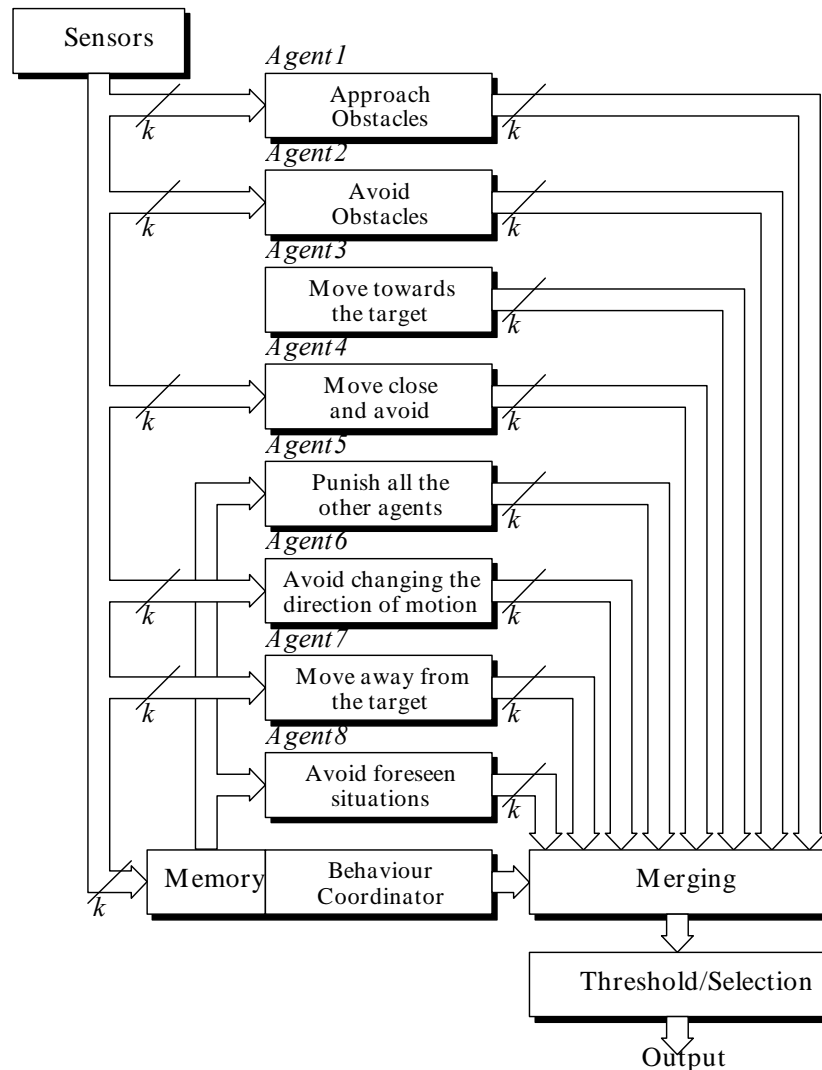 Sensors
Agent1
Approach
Obstacles
k
k
Agent2
Avoid
Obstacles
k
k
Agent3
Move towards
the target
k
Agent4
Move close
and avoid
k
k
Agent5
Punish all the
other agents
k
Agent6
Avoid changing the
direction of motion
k
k
Agent7
Move away from
the target
k
k
Agent8
Avoid foreseen
situations
k
k
Memory
Behaviour
Coordinator
Merging
Threshold/Selection
Output